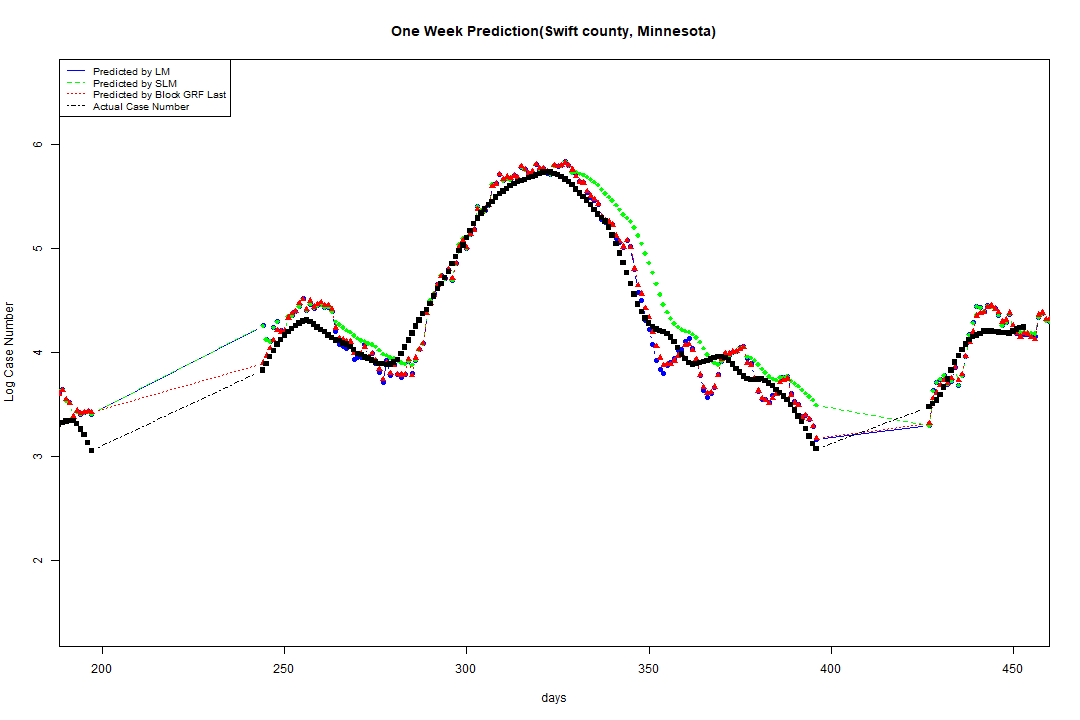 One Week Prediction(Swift county, Minnesota)
Predicted by LM
Predicted by SLM
Predicted by Block GRF Last
Actual Case Number
6
5
4
3
2
Log Case Number
200 250 300 350 400 450
days